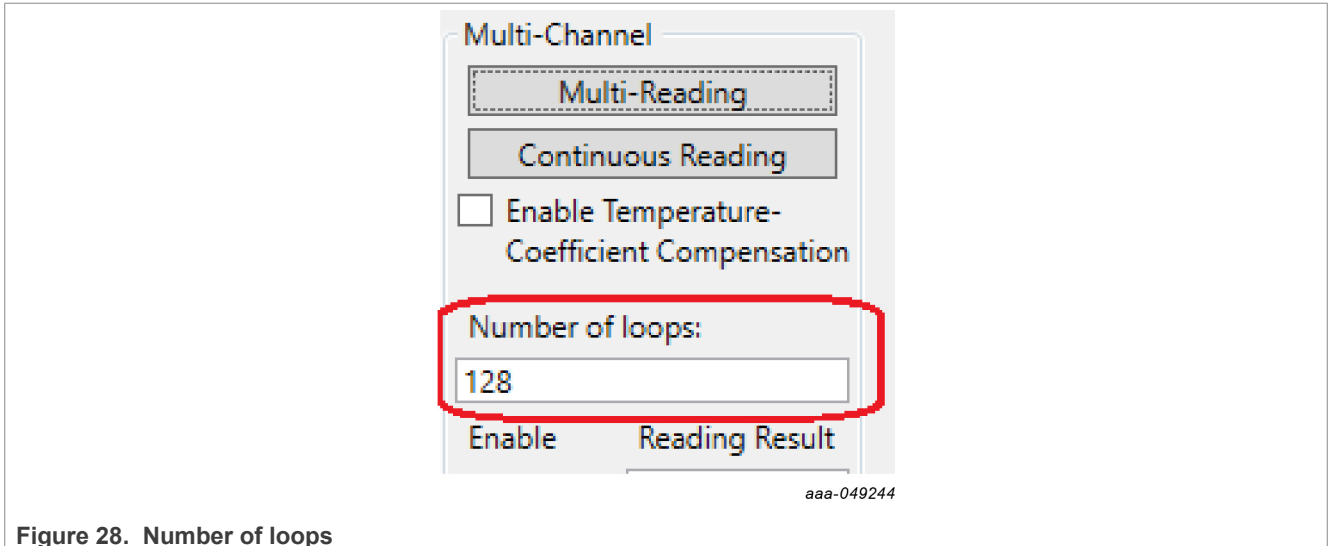 Multi-Channel
Multi-Reading
Continuous Reading
Enable Temperature-
Coefficient Compensation
Number of loops:
128
Enable Reading Result
aaa-049244
Figure 28. Number of loops